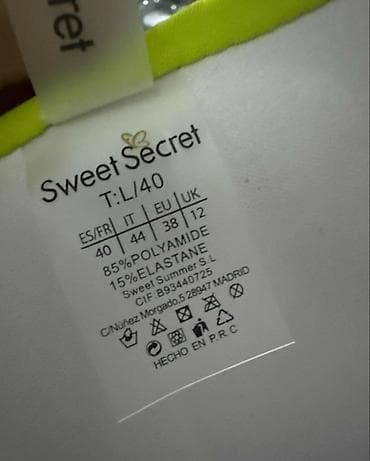 ret
Sweet Secret
T:L/40
ES/FR IT EU UK
40 44 38 12
85%POLYAMIDE
15%ELASTANE
Sweet Summer S.L
CIF:B93440725
C/Núñez Morgado,5 28947 MADRID
HECHO EN P.R.C